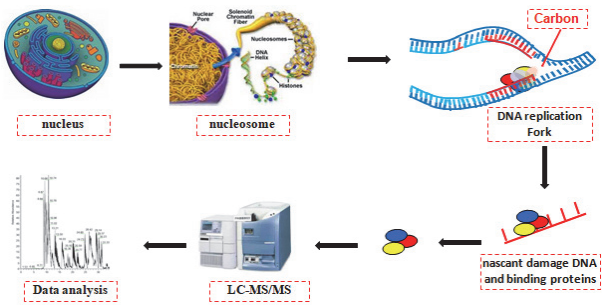 Nuclear
Pore
Solenoid
Chromatin
Fiber
Nucleosomes
DNA
Helix
Histones
Carbon
nucleus
nucleosome
DNA replication
Fork
nascant damage DNA
and binding proteins
LC-MS/MS
Data analysis